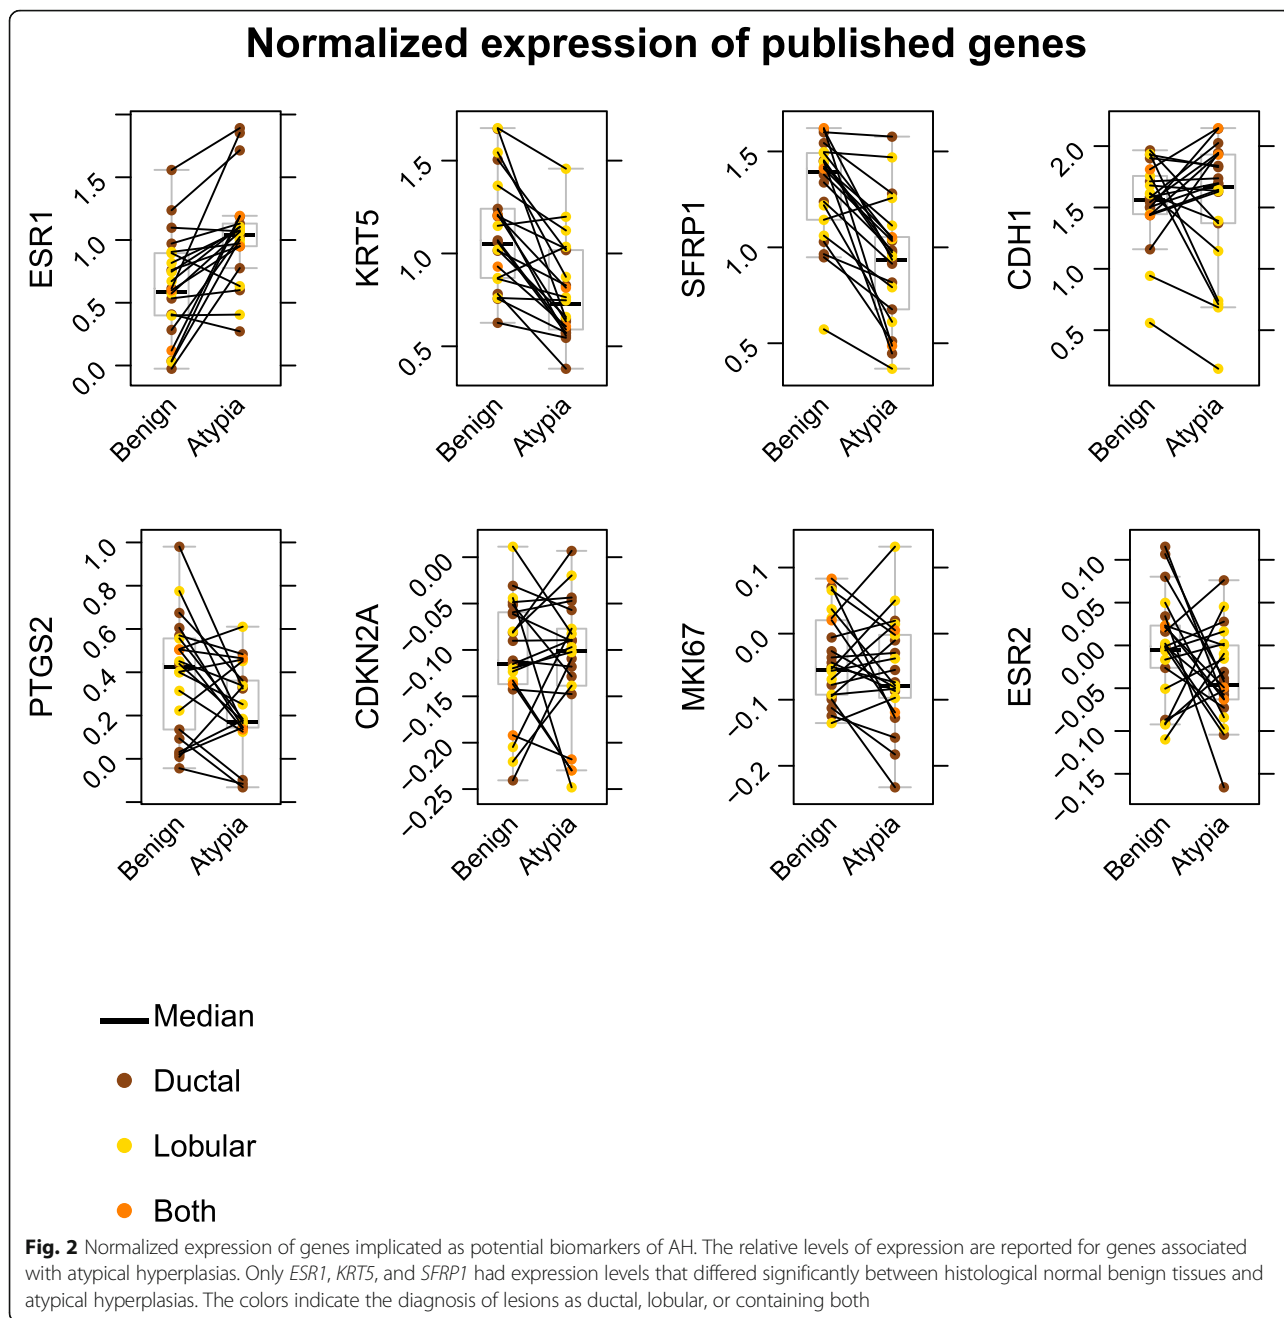 Normalized expression of published genes
ESR1
0.0
0.5
1.0
1.5
Benign
Atypia
KRT5
0.5
1.0
1.5
Benign
Atypia
SFRP1
0.5
1.0
1.5
Benign
Atypia
CDH1
0.5
1.0
1.5
2.0
Benign
Atypia
PTGS2
0.0
0.2
0.4
0.6
0.8
1.0
Benign
Atypia
CDKN2A
−0.25
−0.20
−0.15
−0.10
−0.05
0.00
Benign
Atypia
MKI67
−0.2
−0.1
0.0
0.1
Benign
Atypia
ESR2
−0.15
−0.10
−0.05
0.00
0.05
0.10
Benign
Atypia
Median
Ductal
Lobular
Both
Fig. 2 Normalized expression of genes implicated as potential biomarkers of AH. The relative levels of expression are reported for genes associated
with atypical hyperplasias. Only ESR1, KRT5, and SFRP1 had expression levels that differed significantly between histological normal benign tissues and
atypical hyperplasias. The colors indicate the diagnosis of lesions as ductal, lobular, or containing both